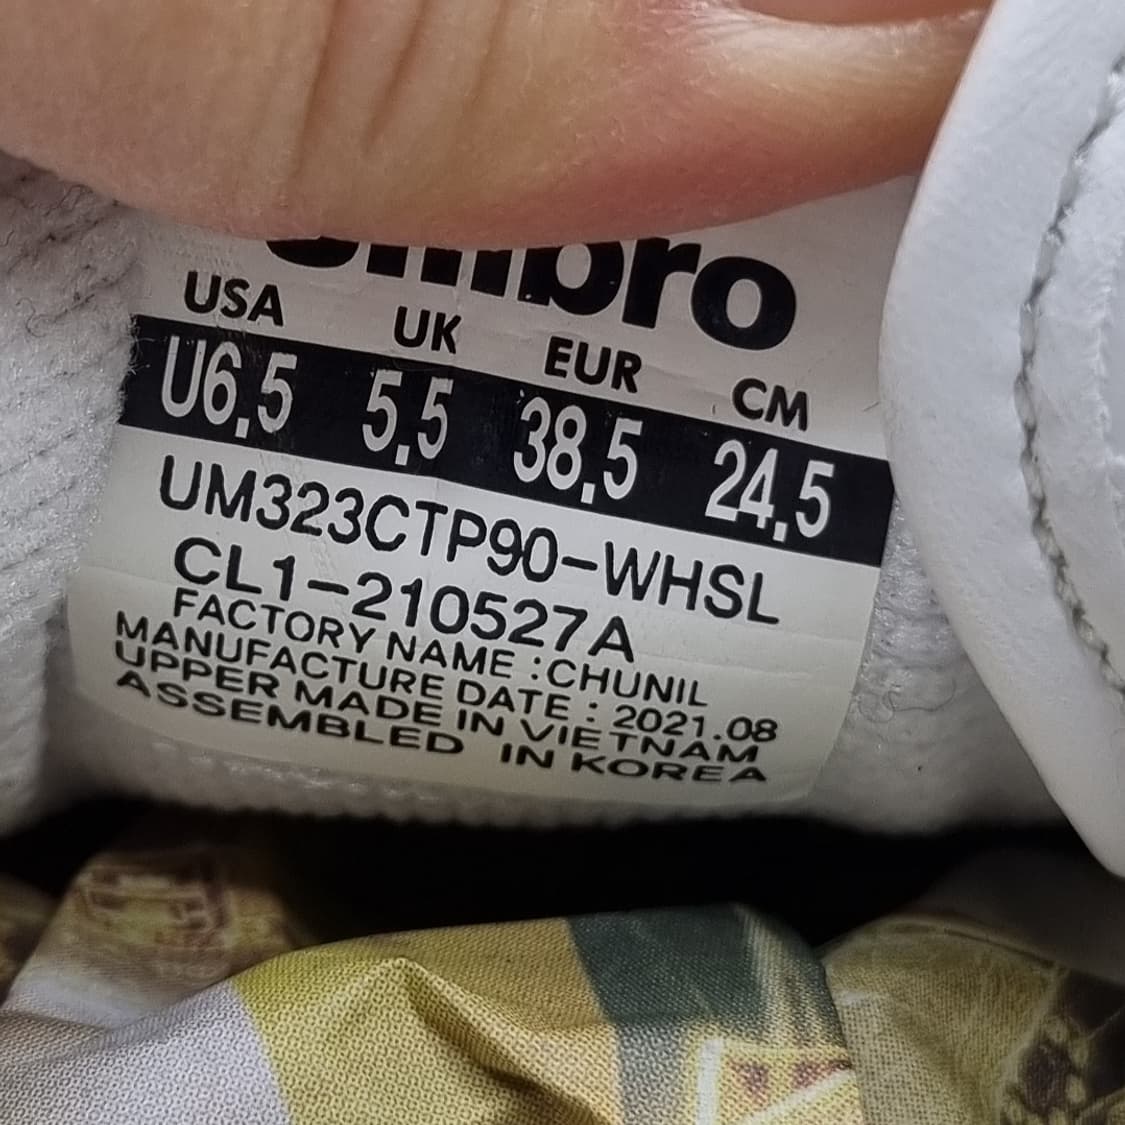 umbro
USA UK EUR CM
U6.5 5.5 38.5 24.5
UM323CTP90-WHSL
CL1-210527A
FACTORY NAME :CHUNIL
MANUFACTURE DATE : 2021.08
UPPER MADE IN VIETNAM
ASSEMBLED IN KOREA